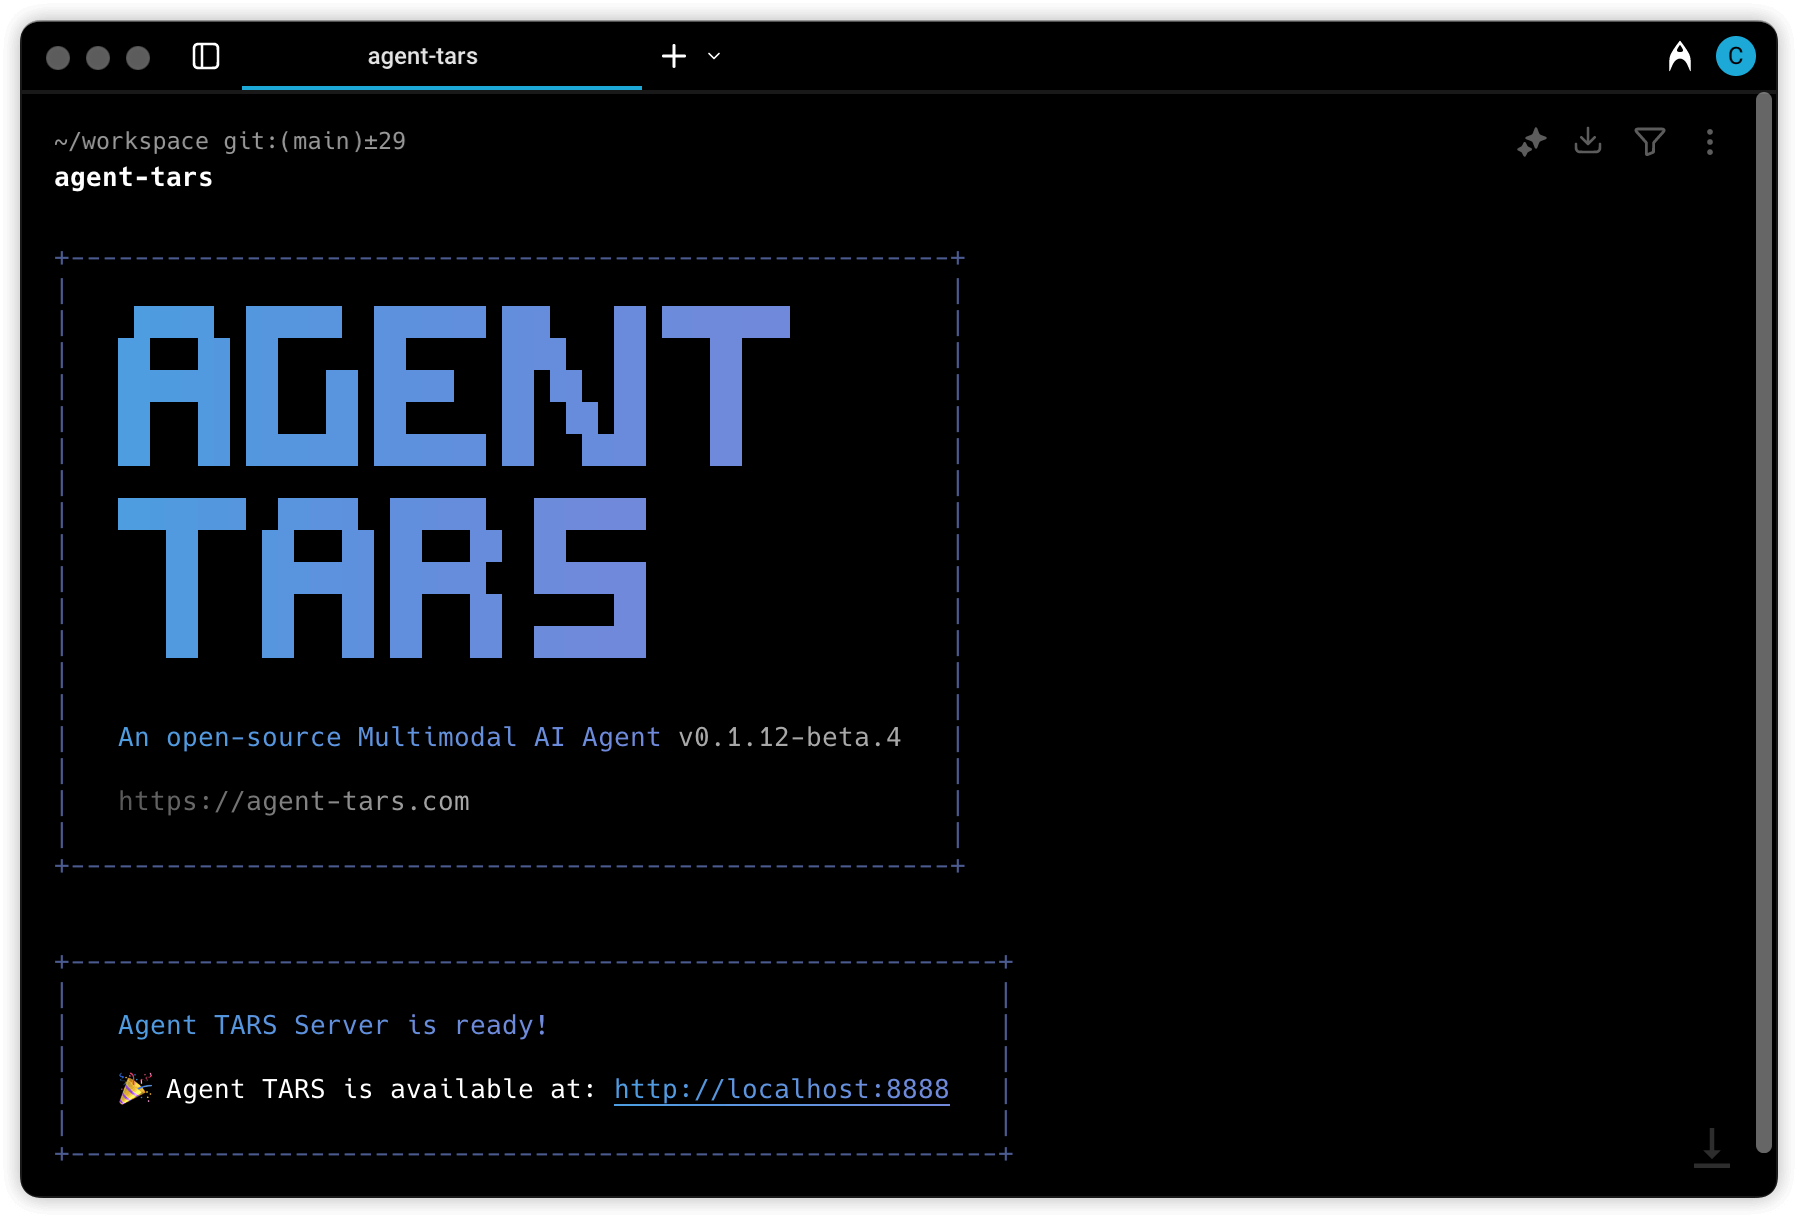 agent-tars
C
~/workspace git:(main)±29
agent-tars
AGENT
TARS
An open-source Multimodal AI Agent v0.1.12-beta.4
https://agent-tars.com
Agent TARS Server is ready!
🎉 Agent TARS is available at: http://localhost:8888